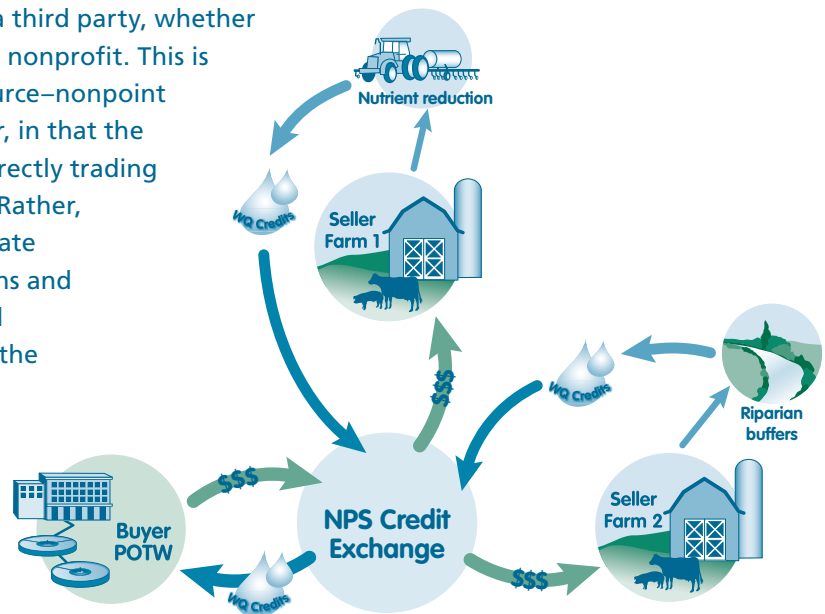 a third party, whether
nonprofit. This is
urce–nonpoint
r, in that the
rectly trading
Rather,
ate
ns and
the
Nutrient reduction
WQ Credits
Seller
Farm 1
$$$
WQ Credits
Riparian
buffers
$$$
Buyer
POTW
NPS Credit
Exchange
Seller
Farm 2
WQ Credits
$$$